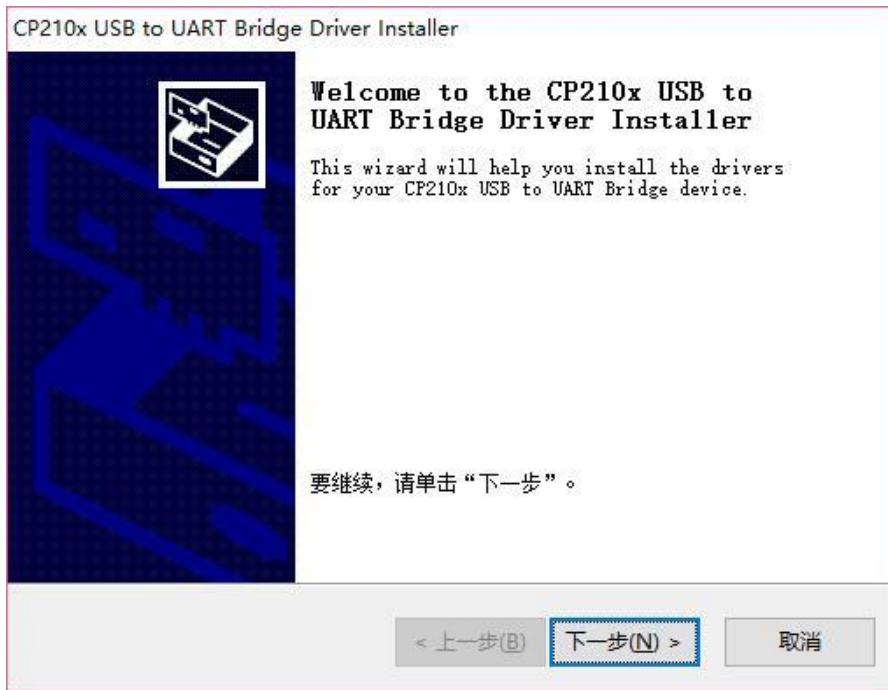 CP210x USB to UART Bridge Driver Installer
Welcome to the CP210x USB to
UART Bridge Driver Installer
This wizard will help you install the drivers
for your CP210x USB to UART Bridge device.
要继续，请单击“下一步”。
< 上一步(B)
下一步(N) >
取消